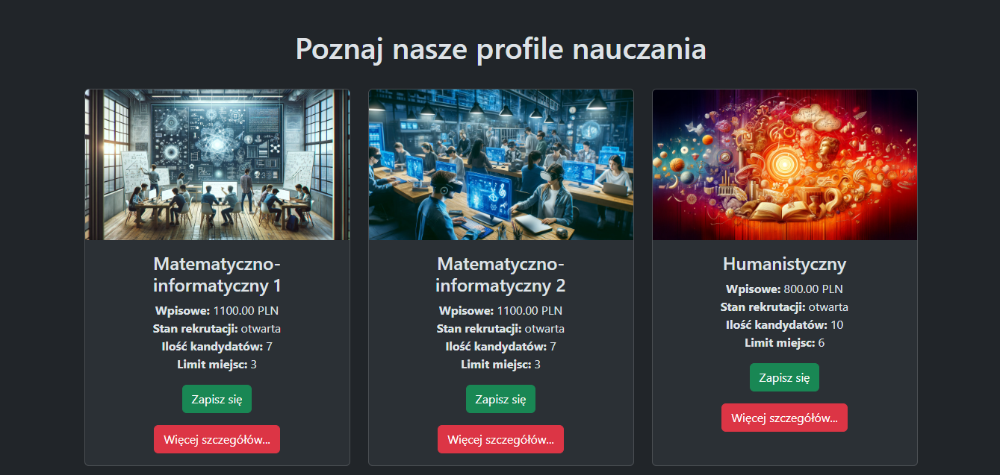 Poznaj nasze profile nauczania
Matematyczno-
informatyczny 1
Wpisowe: 1100.00 PLN
Stan rekrutacji: otwarta
Ilość kandydatów: 7
Limit miejsc: 3
Zapisz się
Więcej szczegółów...
Matematyczno-
informatyczny 2
Wpisowe: 1100.00 PLN
Stan rekrutacji: otwarta
Ilość kandydatów: 7
Limit miejsc: 3
Zapisz się
Więcej szczegółów...
Humanistyczny
Wpisowe: 800.00 PLN
Stan rekrutacji: otwarta
Ilość kandydatów: 10
Limit miejsc: 6
Zapisz się
Więcej szczegółów...